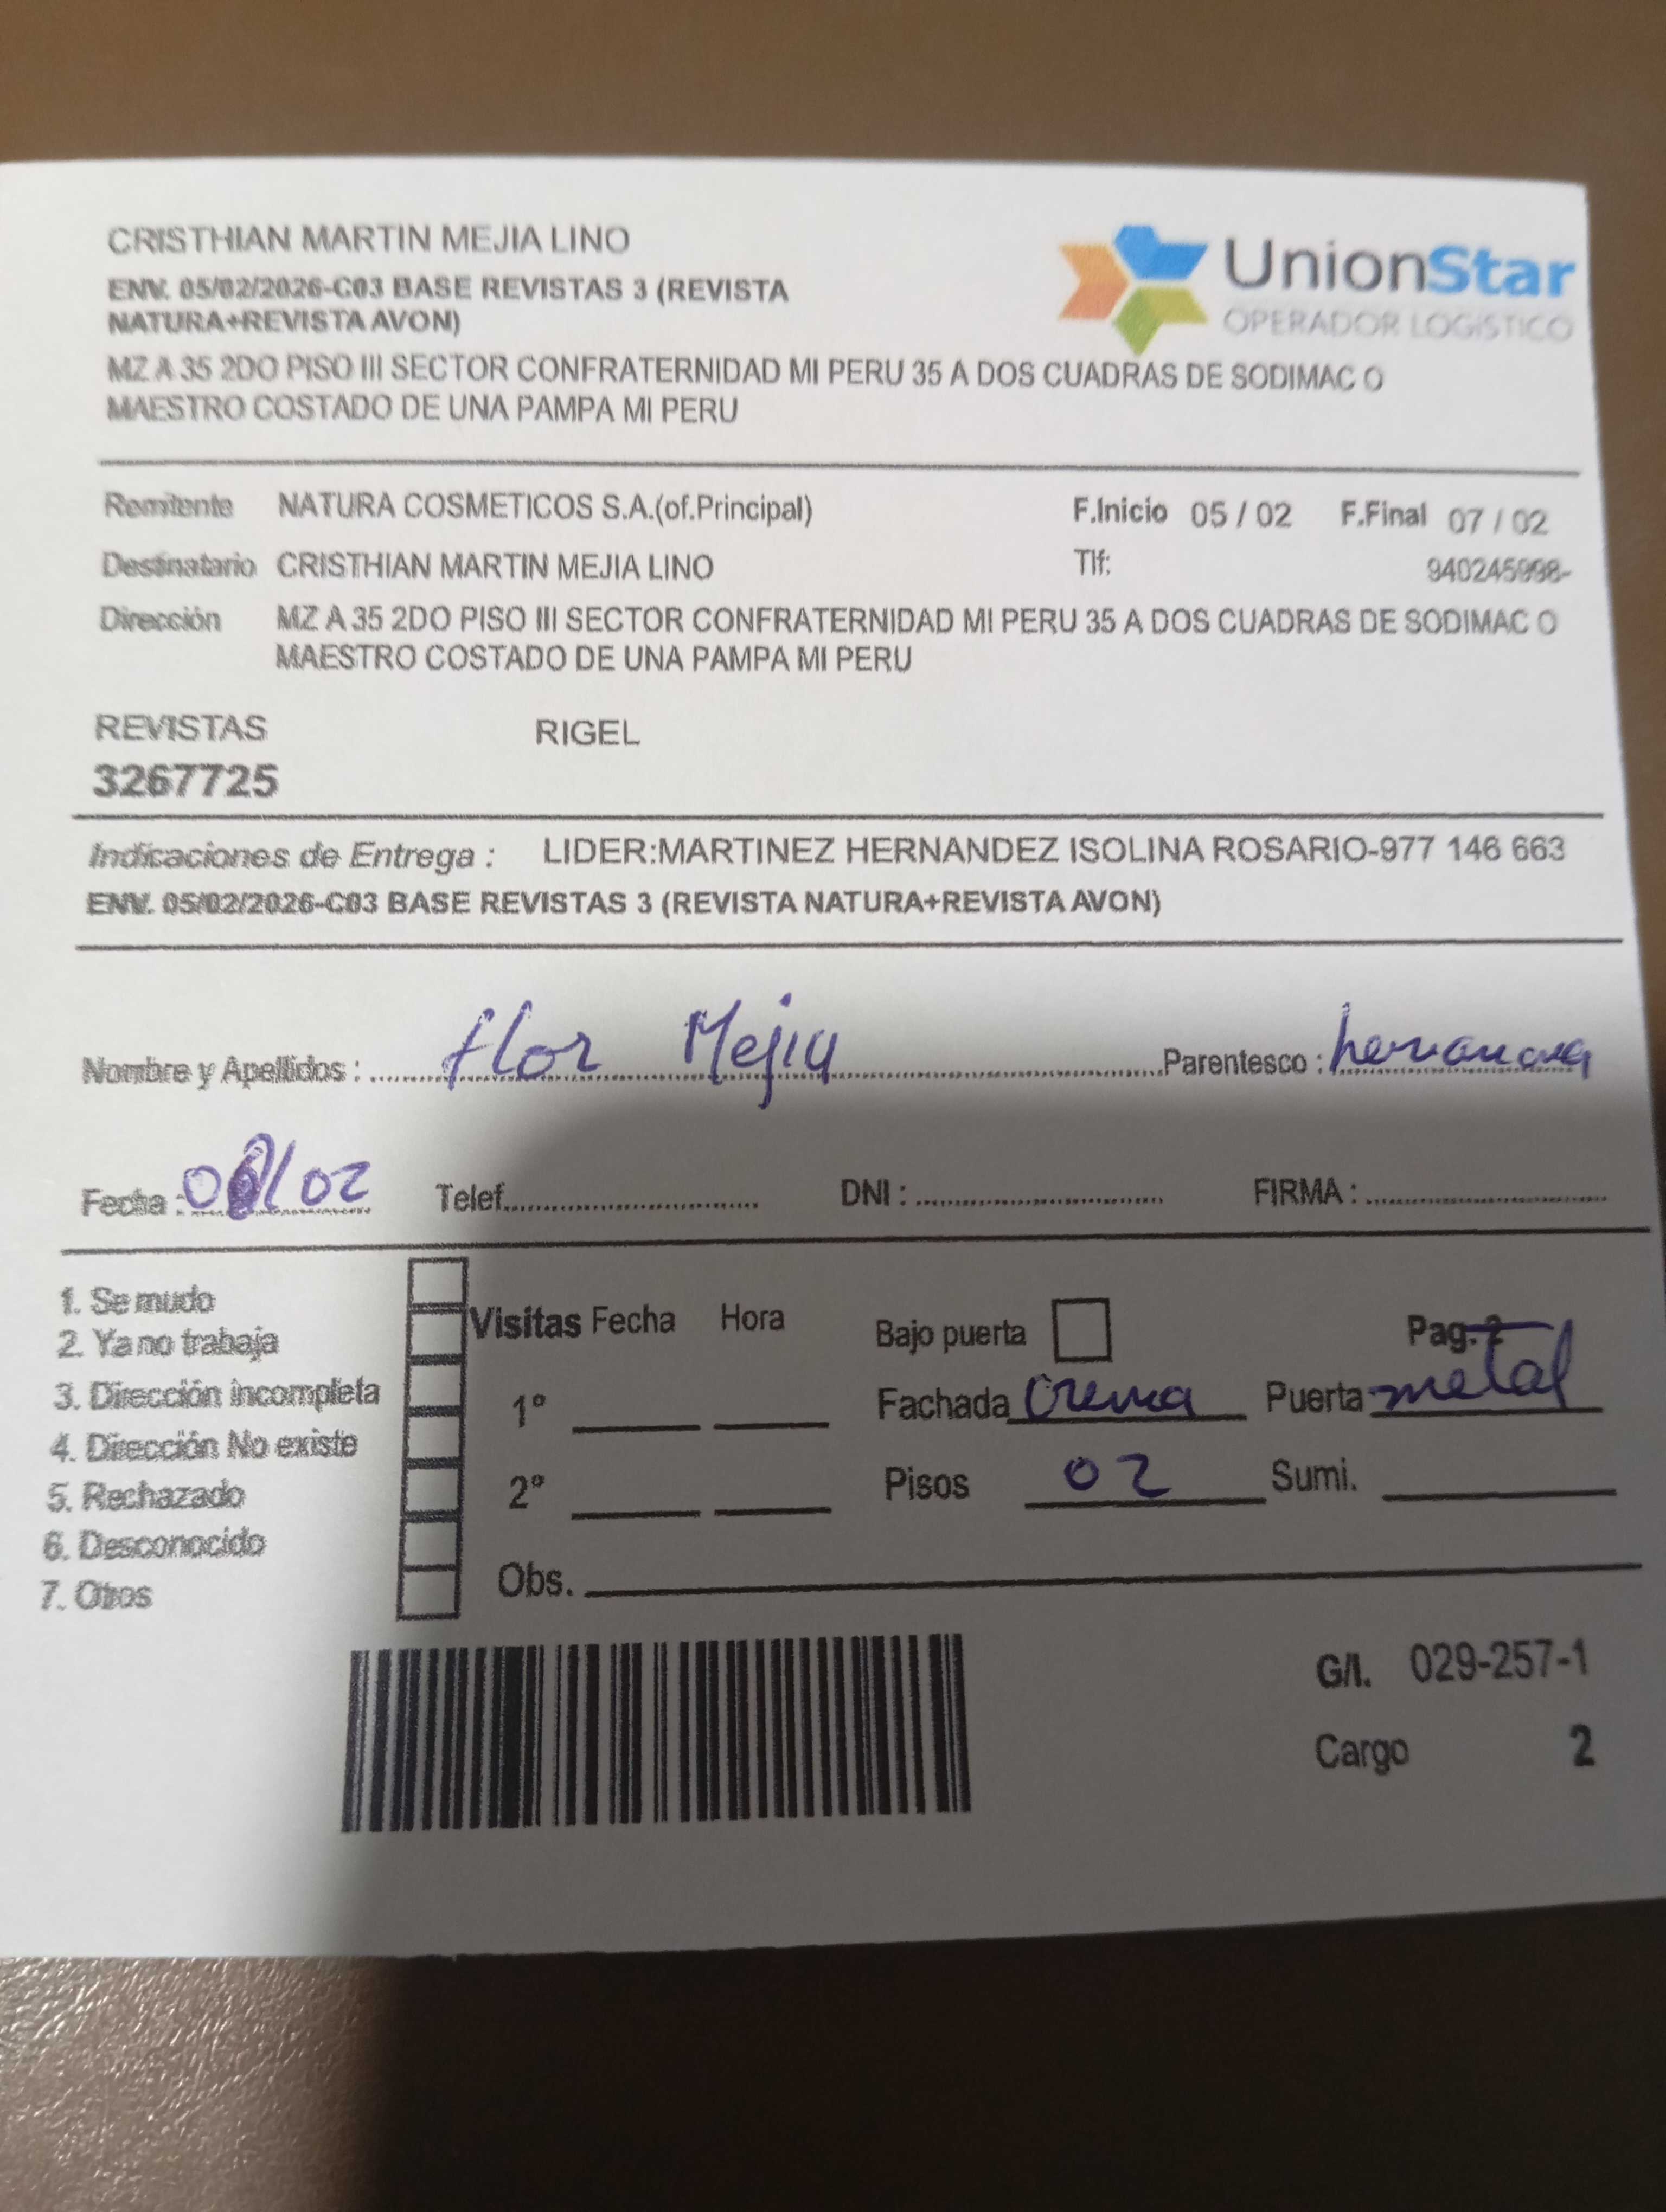 CRISTHIAN MARTIN MEJIA LINO
ENV. 05/02/2026-C03 BASE REVISTAS 3 (REVISTA
NATURA+REVISTA AVON)
UnionStar
OPERADOR LOGÍSTICO
MZ A 35 2DO PISO III SECTOR CONFRATERNIDAD MI PERU 35 A DOS CUADRAS DE SODIMAC O
MAESTRO COSTADO DE UNA PAMPA MI PERU
Remitente NATURA COSMETICOS S.A.(of.Principal) F.Inicio 05 / 02 F.Final 07 / 02
Destinatario CRISTHIAN MARTIN MEJIA LINO Tlf: 940245998-
Dirección MZ A 35 2DO PISO III SECTOR CONFRATERNIDAD MI PERU 35 A DOS CUADRAS DE SODIMAC O
MAESTRO COSTADO DE UNA PAMPA MI PERU
REVISTAS RIGEL
3267725
Indicaciones de Entrega : LIDER:MARTINEZ HERNANDEZ ISOLINA ROSARIO-977 146 663
ENV. 05/02/2026-C03 BASE REVISTAS 3 (REVISTA NATURA+REVISTA AVON)
Nombre y Apellidos : flor Mejia Parentesco : hermana
Fecha : /02 Telef. DNI : FIRMA :
1. Se mudo
2. Ya no trabaja
3. Dirección incompleta
4. Dirección No existe
5. Rechazado
6. Desconocido
7. Otros
Visitas Fecha Hora
1°
2°
Obs.
Bajo puerta Pag. 2
Fachada Crema Puerta metal
Pisos 02 Sumi.
G/I. 029-257-1
Cargo 2